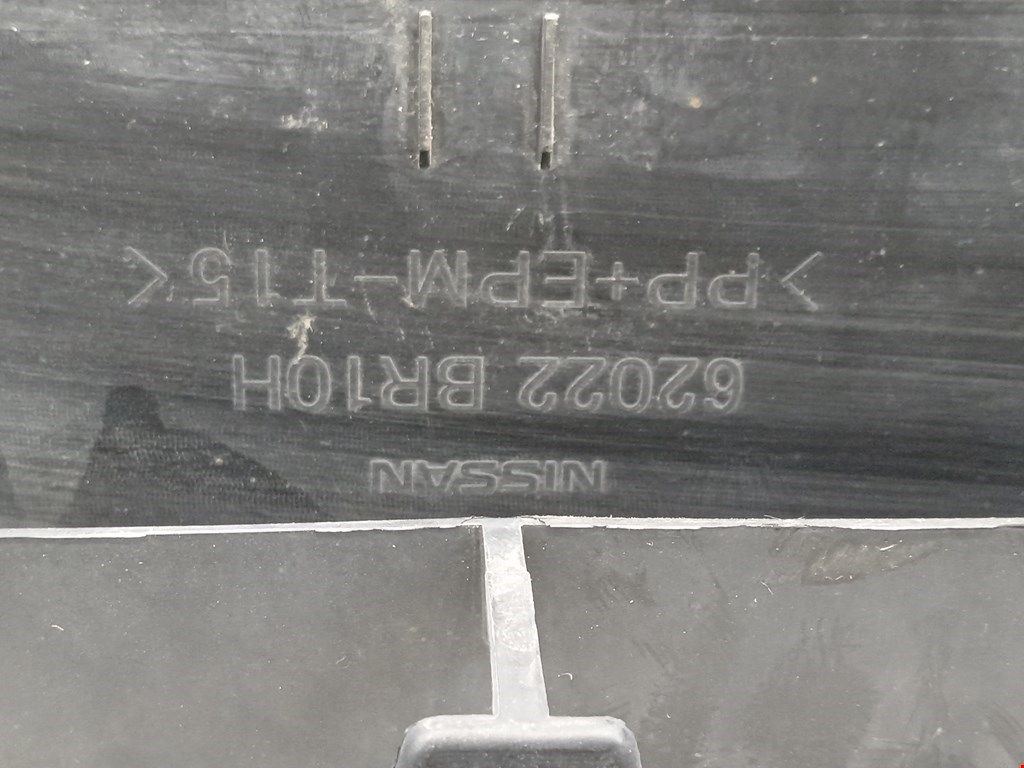 NISSAN
62022 BR10H
>PP+EPM-T15<